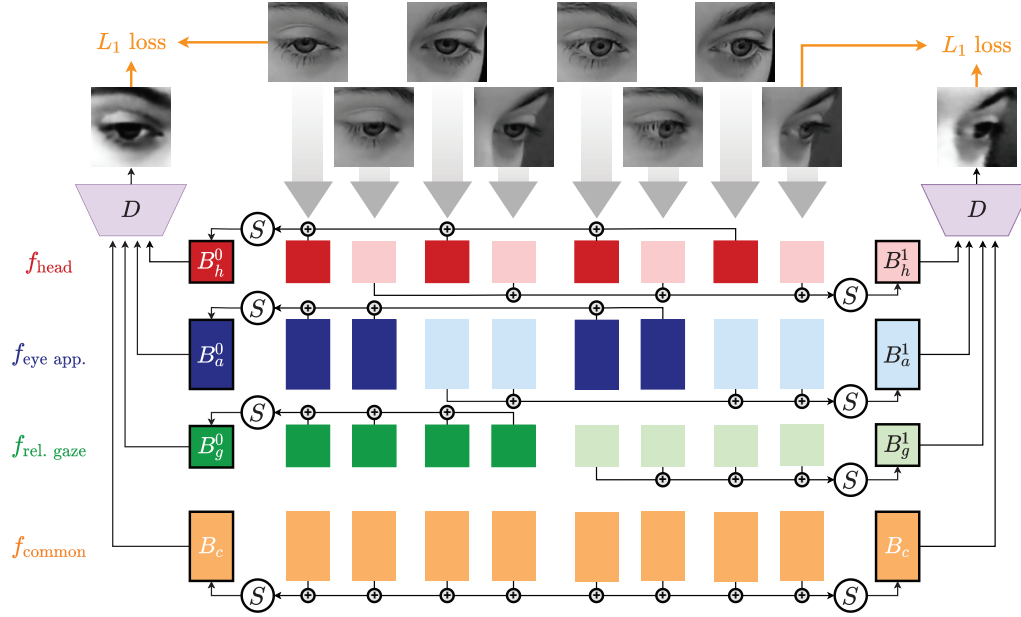 L₁ loss
L₁ loss
D
D
S
f_head
B_h^0
B_h^1
S
S
f_eye app.
B_a^0
B_a^1
S
S
f_rel. gaze
B_g^0
B_g^1
S
f_common
B_c
B_c
S
S